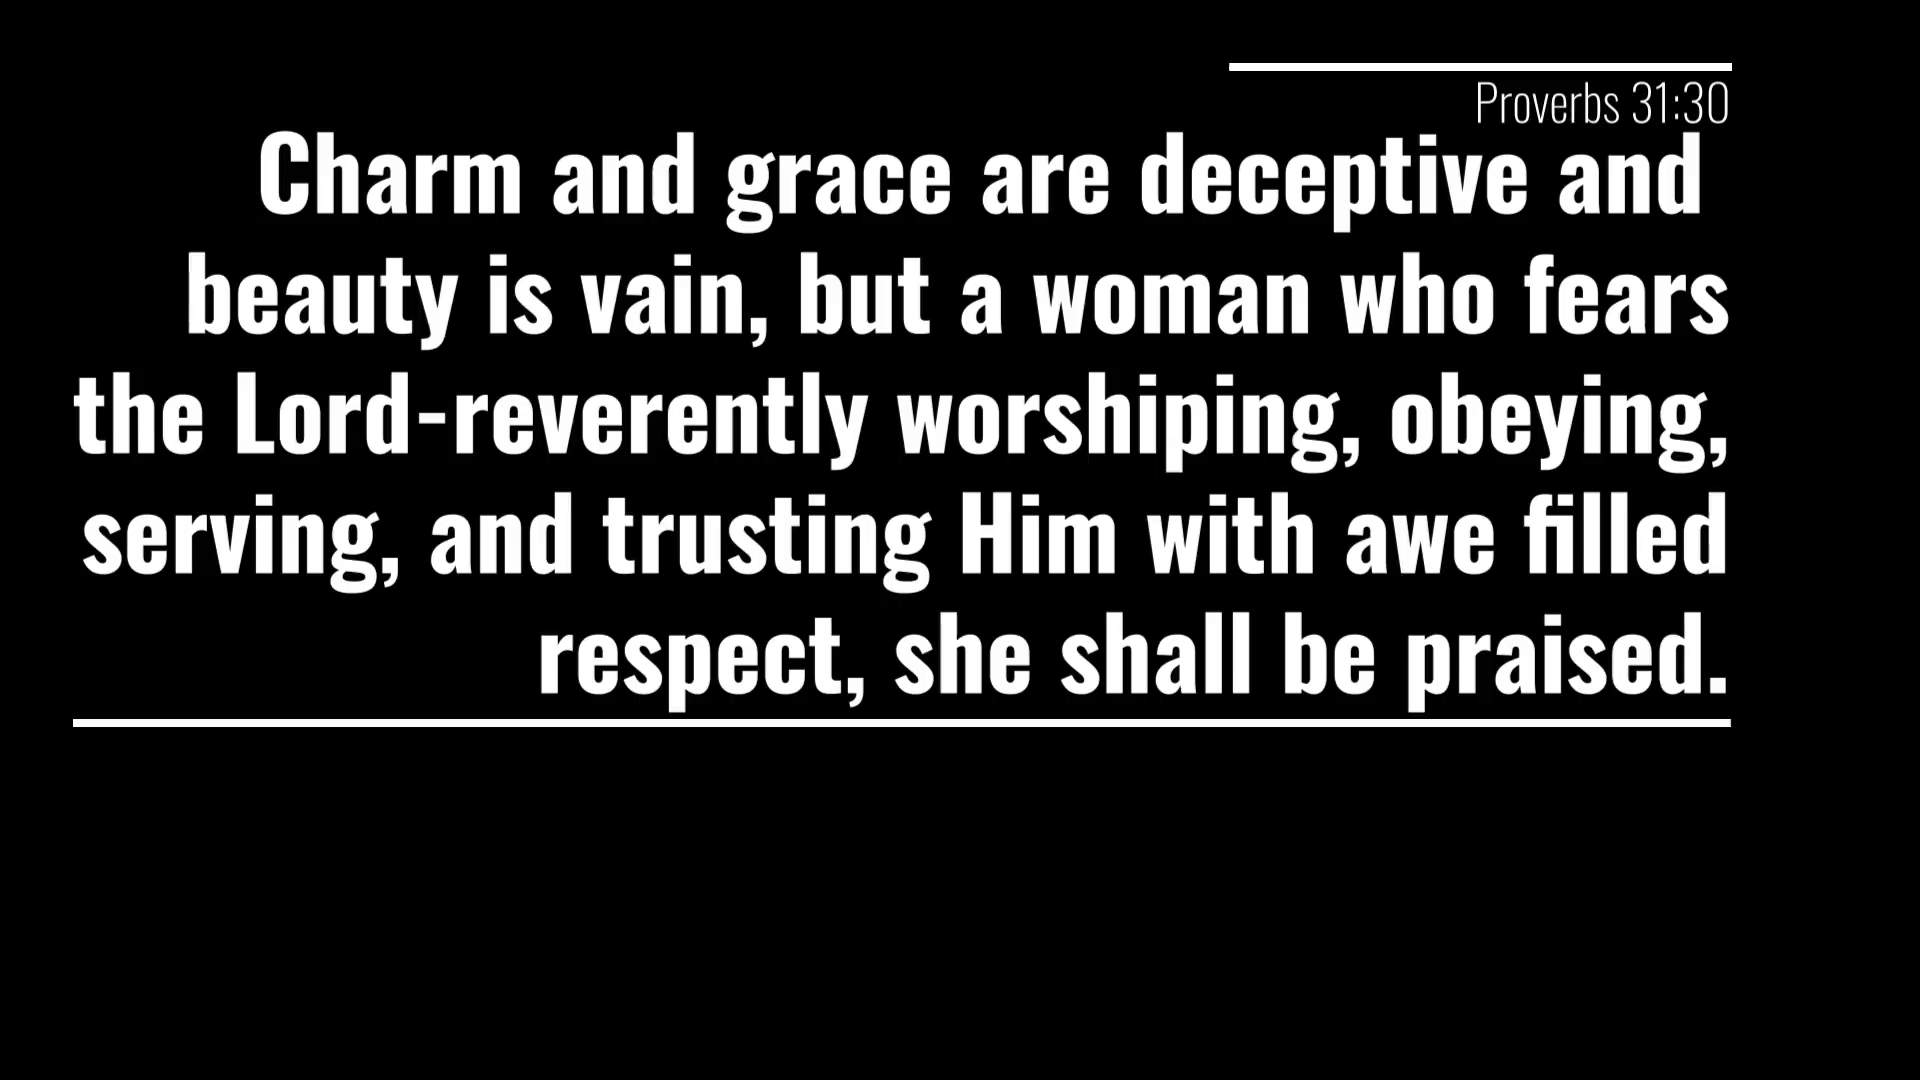 Proverbs 31:30
Charm and grace are deceptive and
beauty is vain, but a woman who fears
the Lord-reverently worshiping, obeying,
serving, and trusting Him with awe filled
respect, she shall be praised.